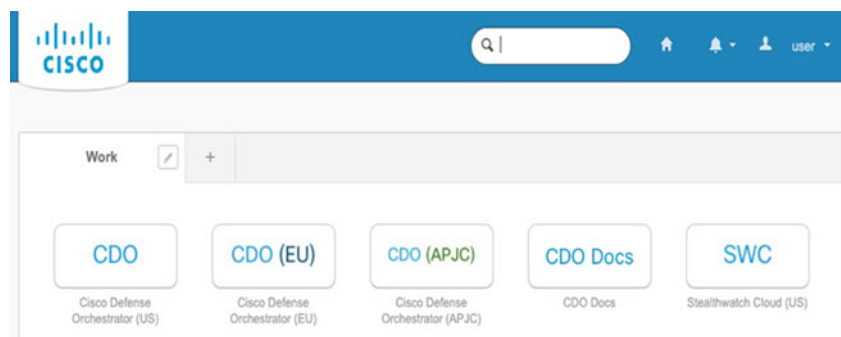 CISCO
user
Work
+
CDO
CDO (EU)
CDO (APJC)
CDO Docs
SWC
Cisco Defense
Orchestrator (US)
Cisco Defense
Orchestrator (EU)
Cisco Defense
Orchestrator (APJC)
CDO Docs
Stealthwatch Cloud (US)